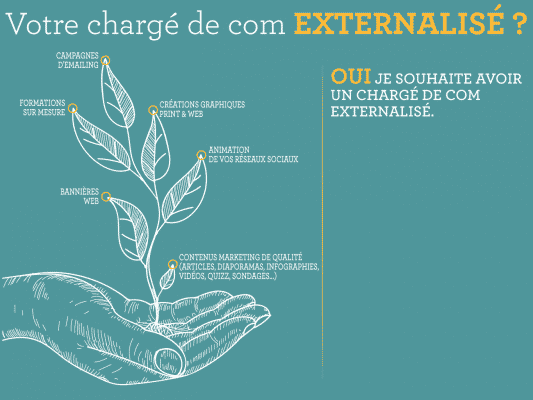 Votre chargé de com EXTERNALISÉ ?
CAMPAGNES
D'EMAILING
FORMATIONS
SUR MESURE
CRÉATIONS GRAPHIQUES
PRINT & WEB
ANIMATION
DE VOS RÉSEAUX SOCIAUX
BANNIÈRES
WEB
CONTENUS MARKETING DE QUALITÉ
(ARTICLES, DIAPORAMAS, INFOGRAPHIES,
VIDÉOS, QUIZZ, SONDAGES...)
OUI JE SOUHAITE AVOIR
UN CHARGÉ DE COM
EXTERNALISÉ.